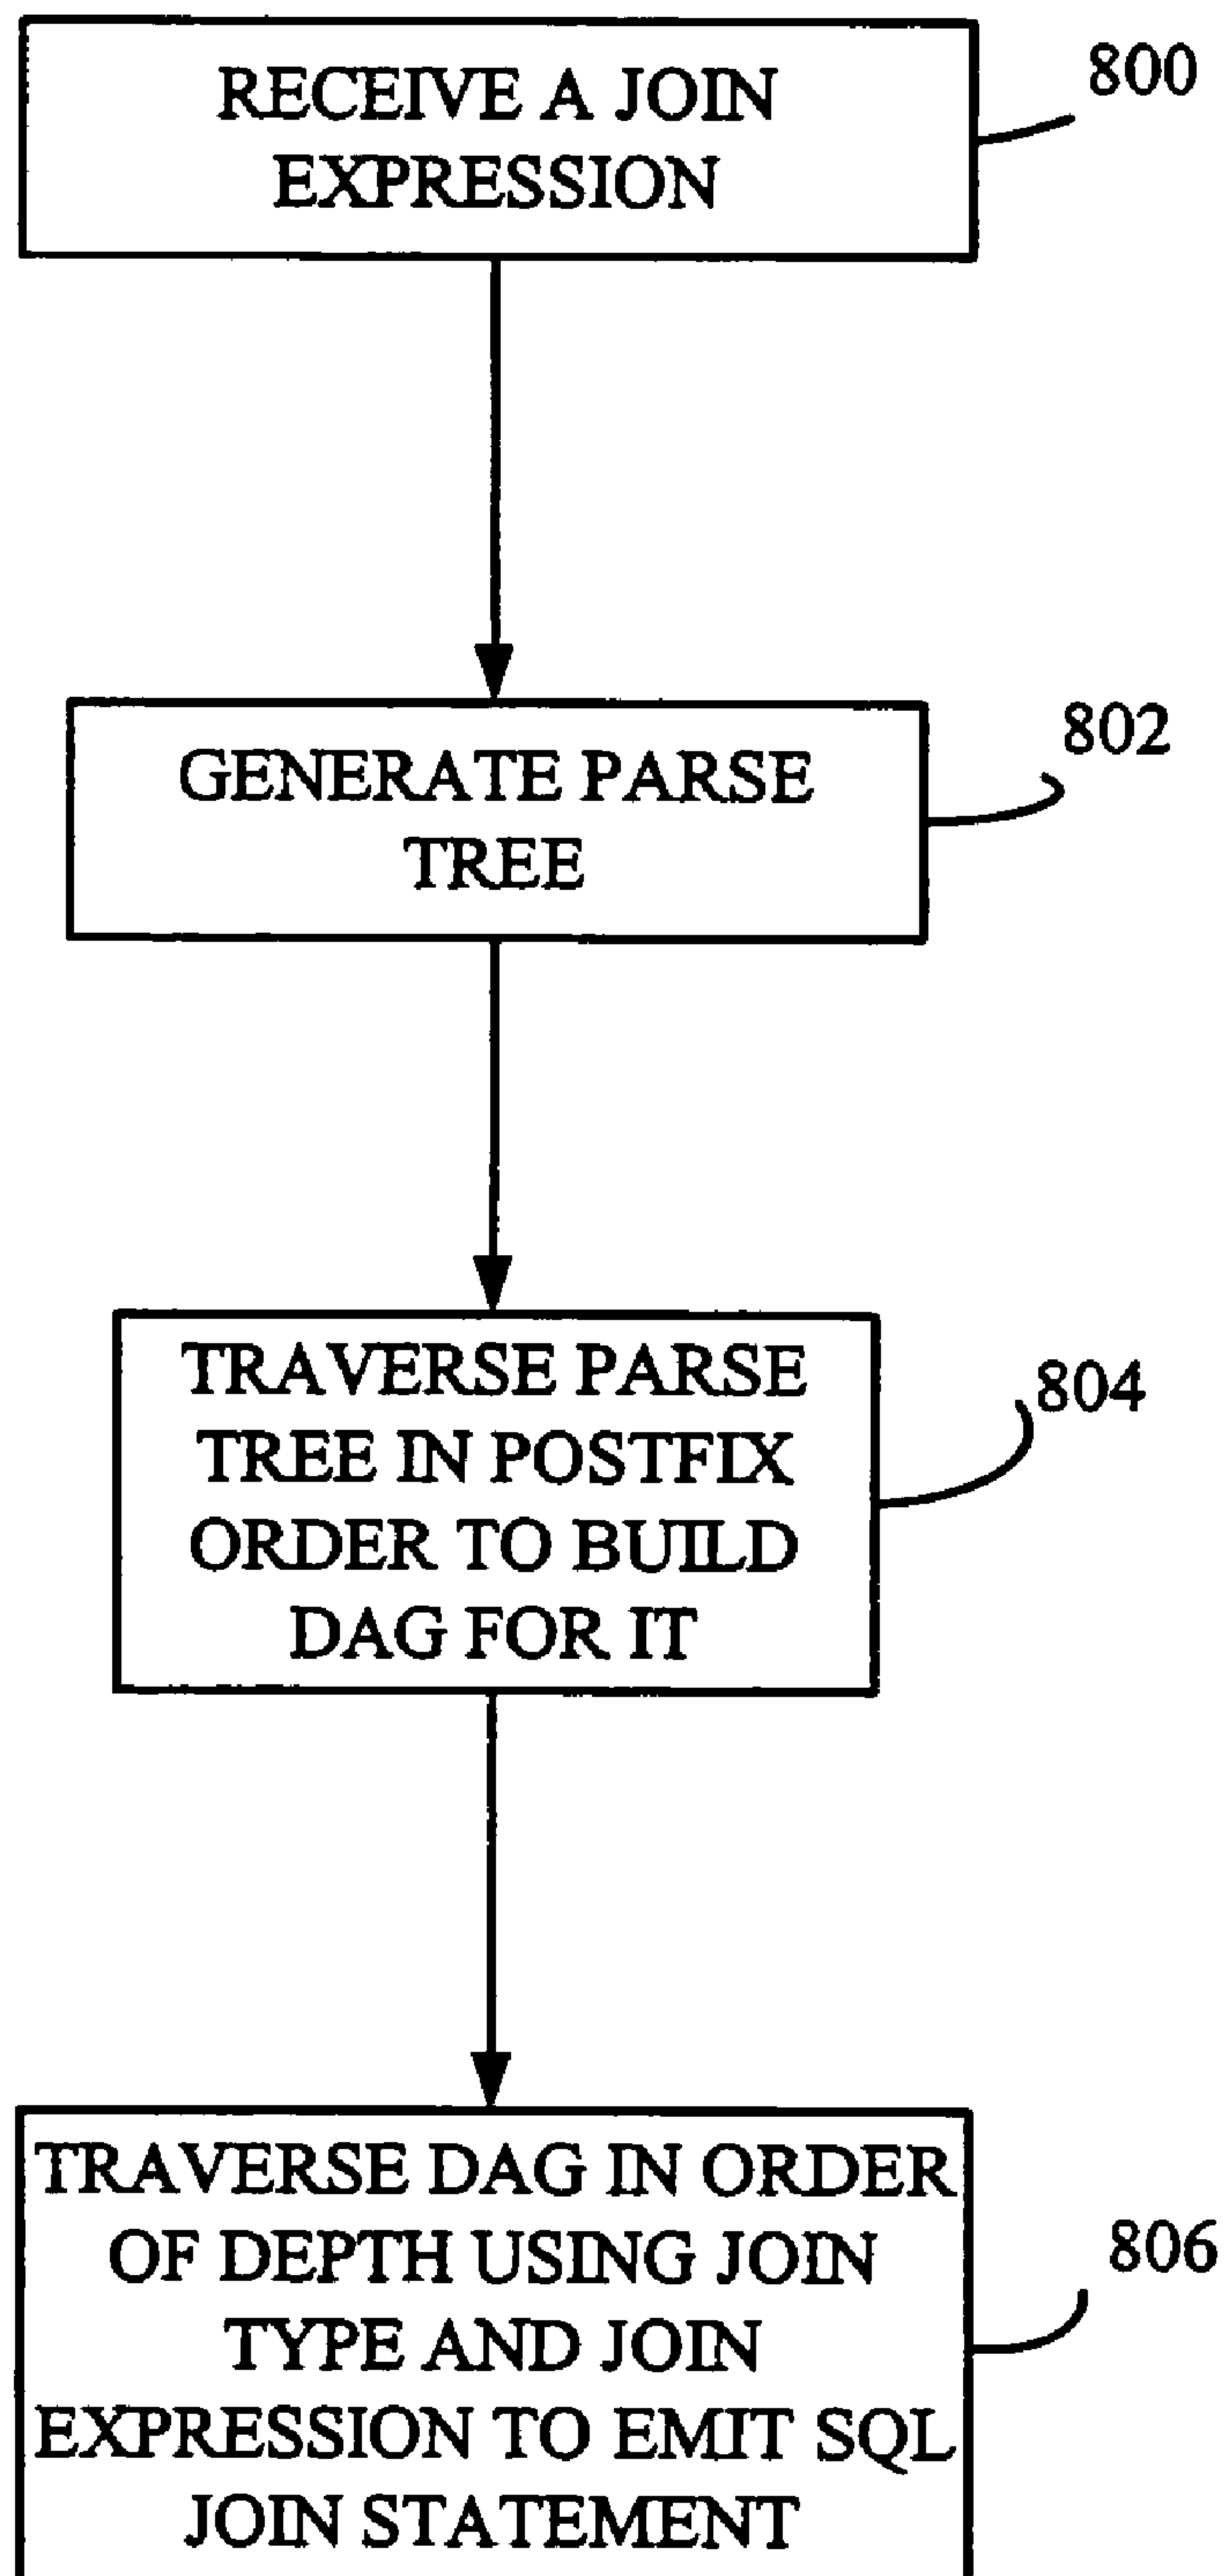 RECEIVE A JOIN
EXPRESSION
800
GENERATE PARSE
TREE
802
TRAVERSE PARSE
TREE IN POSTFIX
ORDER TO BUILD
DAG FOR IT
804
TRAVERSE DAG IN ORDER
OF DEPTH USING JOIN
TYPE AND JOIN
EXPRESSION TO EMIT SQL
JOIN STATEMENT
806